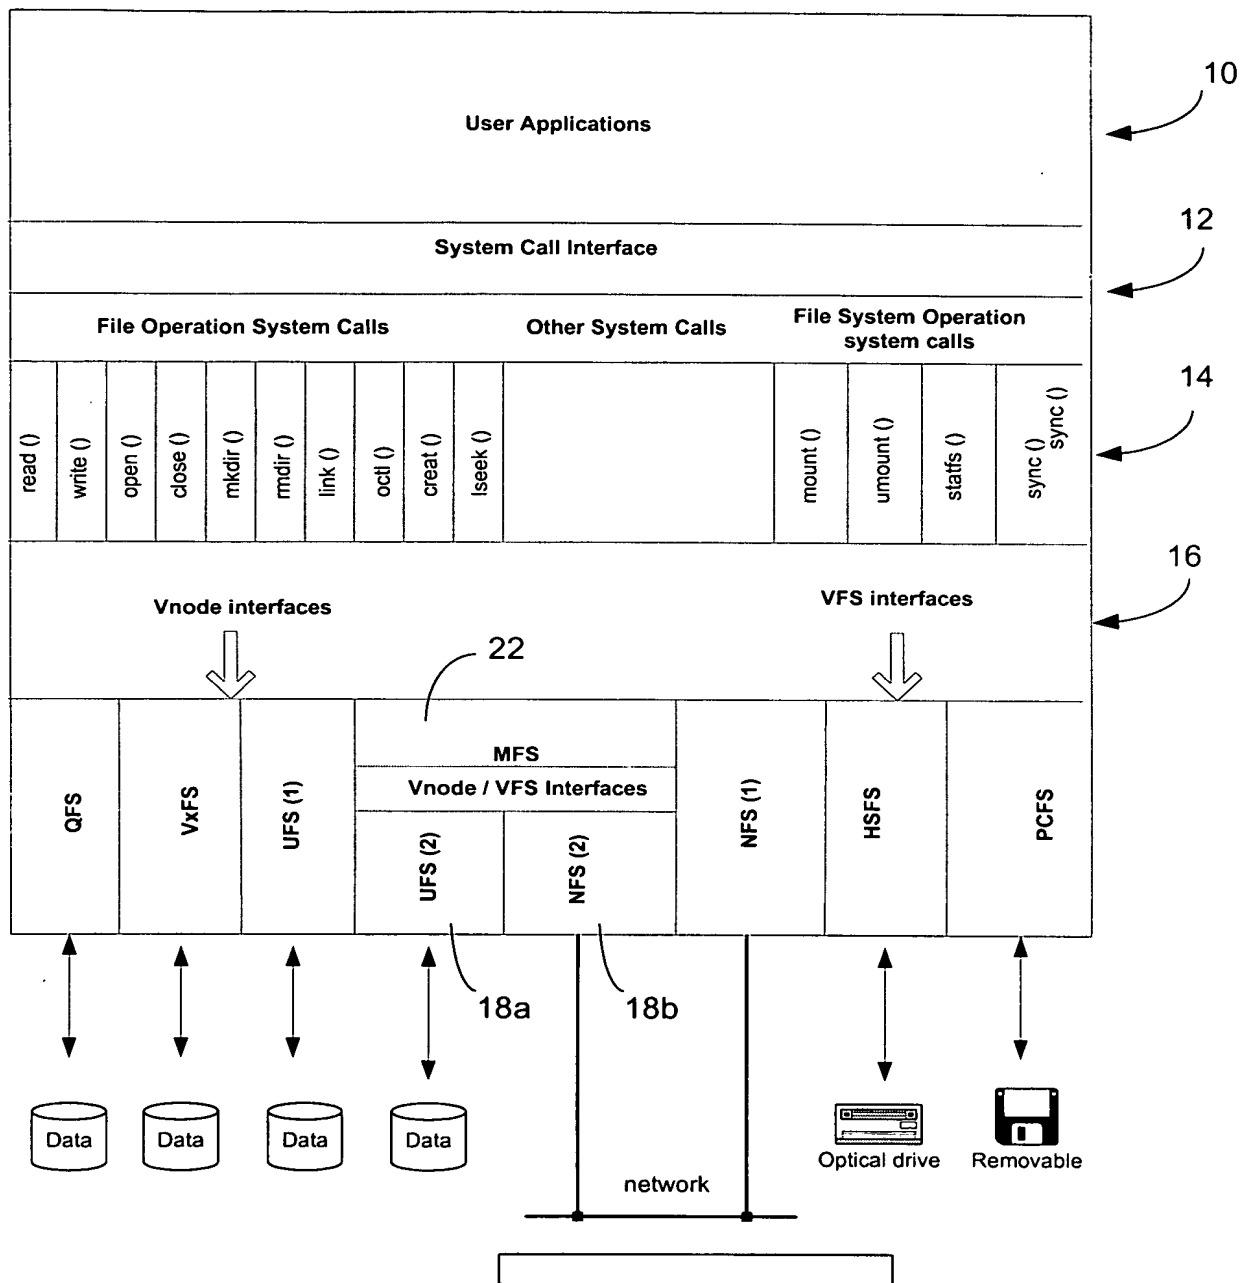 10
User Applications
12
System Call Interface
File Operation System Calls
Other System Calls
File System Operation
system calls
14
read ()
write ()
open ()
close ()
mkdir ()
rmdir ()
link ()
octl ()
creat ()
lseek ()
mount ()
umount ()
statfs ()
sync ()
sync ()
16
Vnode interfaces
VFS interfaces
22
MFS
Vnode / VFS Interfaces
QFS
VxFS
UFS (1)
UFS (2)
NFS (2)
NFS (1)
HSFS
PCFS
18a
18b
Data
Data
Data
Data
Optical drive
Removable
network